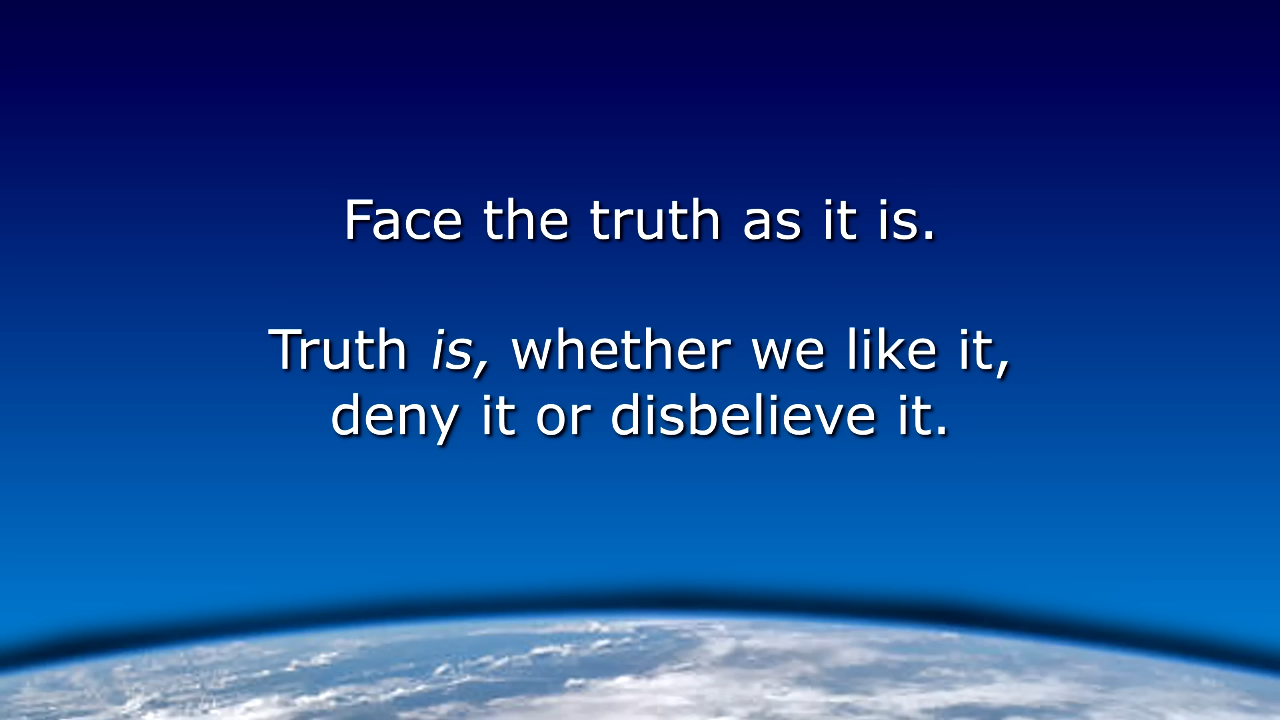 Face the truth as it is.
Truth is, whether we like it,
deny it or disbelieve it.